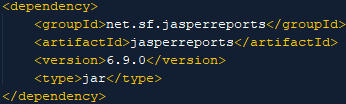 <dependency>
    <groupId>net.sf.jasperreports</groupId>
    <artifactId>jasperreports</artifactId>
    <version>6.9.0</version>
    <type>jar</type>
</dependency>